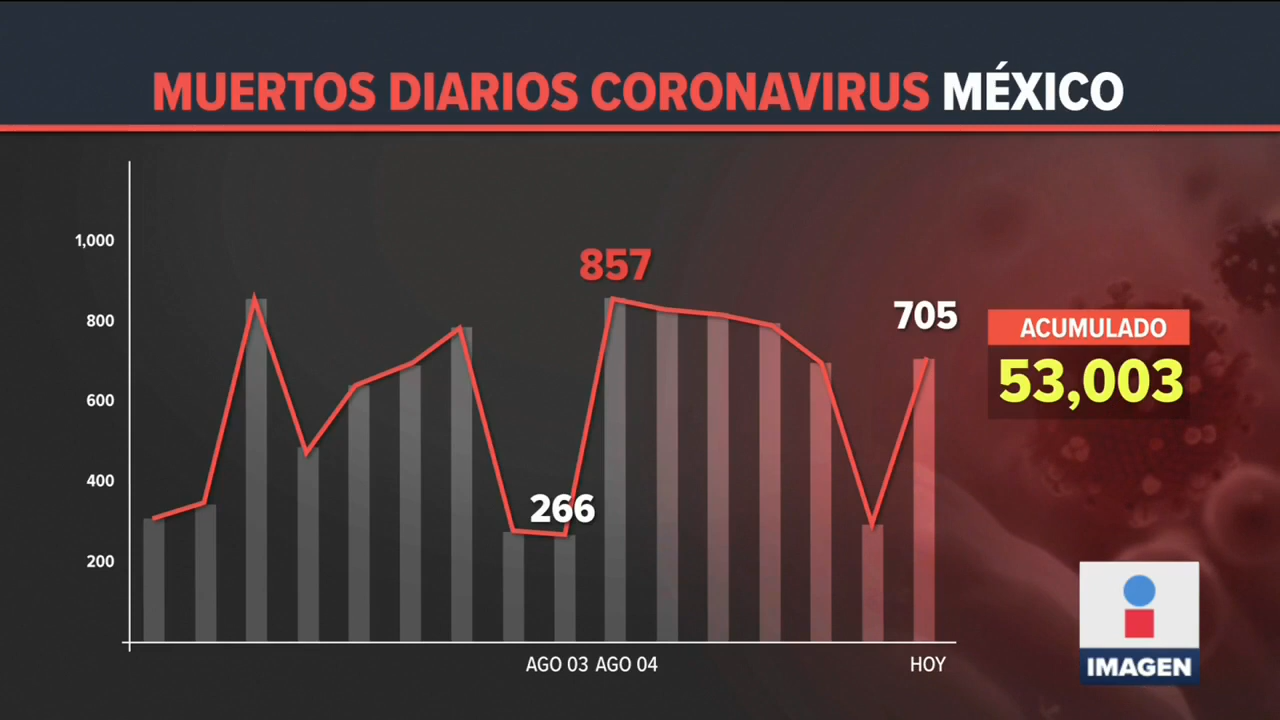 MUERTOS DIARIOS CORONAVIRUS MÉXICO
1,000
800
600
400
200
857
266
705
ACUMULADO
53,003
AGO 03 AGO 04
HOY
IMAGEN